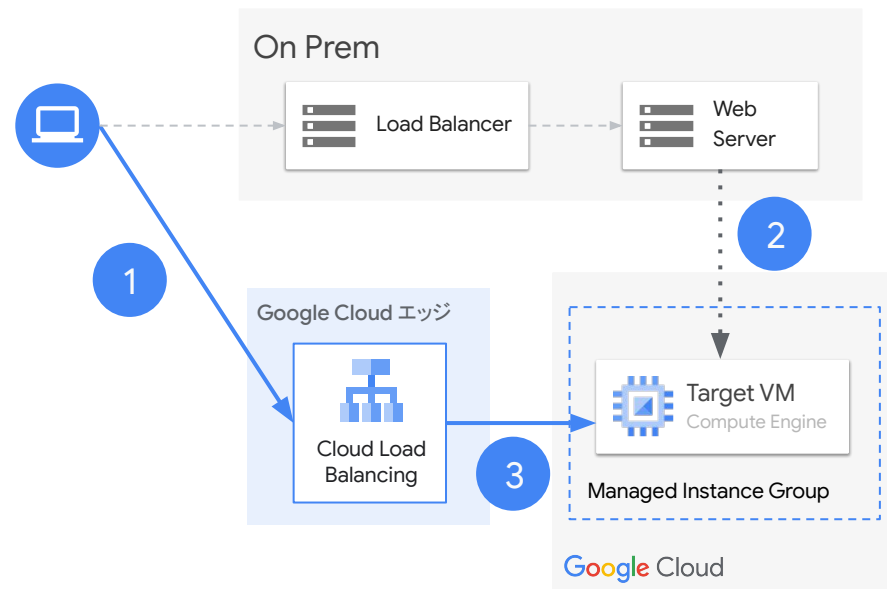 On Prem
Load Balancer
Web
Server
1
2
Google Cloud エッジ
Cloud Load
Balancing
3
Target VM
Compute Engine
Managed Instance Group
Google Cloud